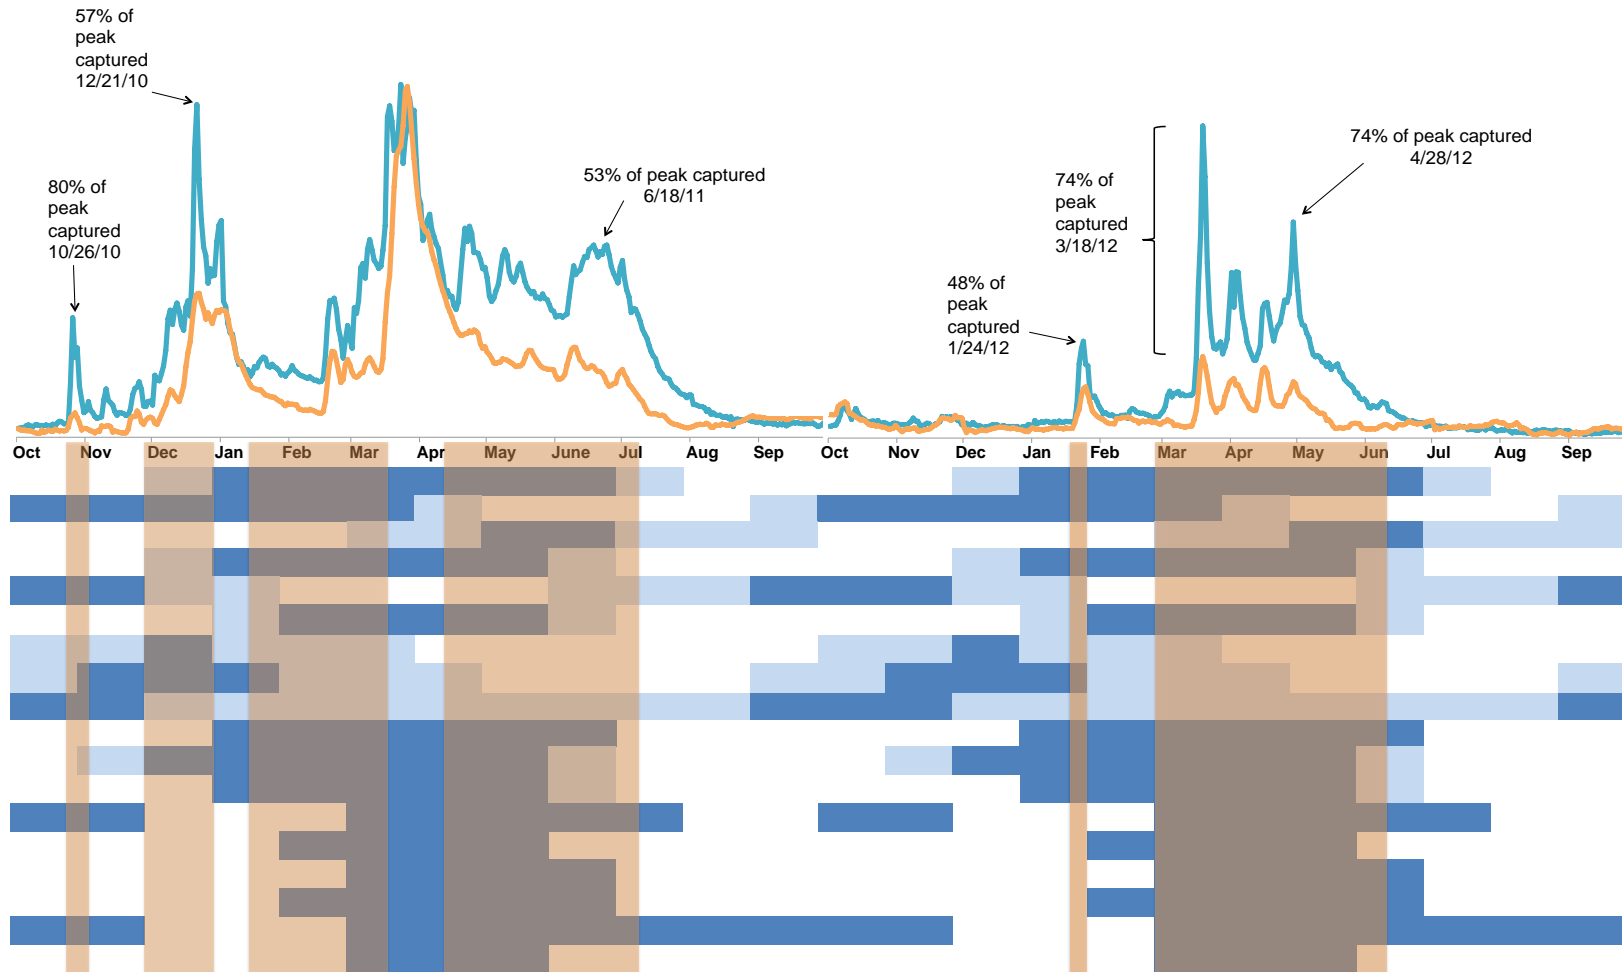 57% of
peak
captured
12/21/10
80% of
peak
captured
10/26/10
53% of peak captured
6/18/11
74% of peak captured
4/28/12
74% of
peak
captured
3/18/12
48% of
peak
captured
1/24/12
Oct Nov Dec Jan Feb Mar Apr May June Jul Aug Sep Oct Nov Dec Jan Feb Mar Apr May Jun Jul Aug Sep